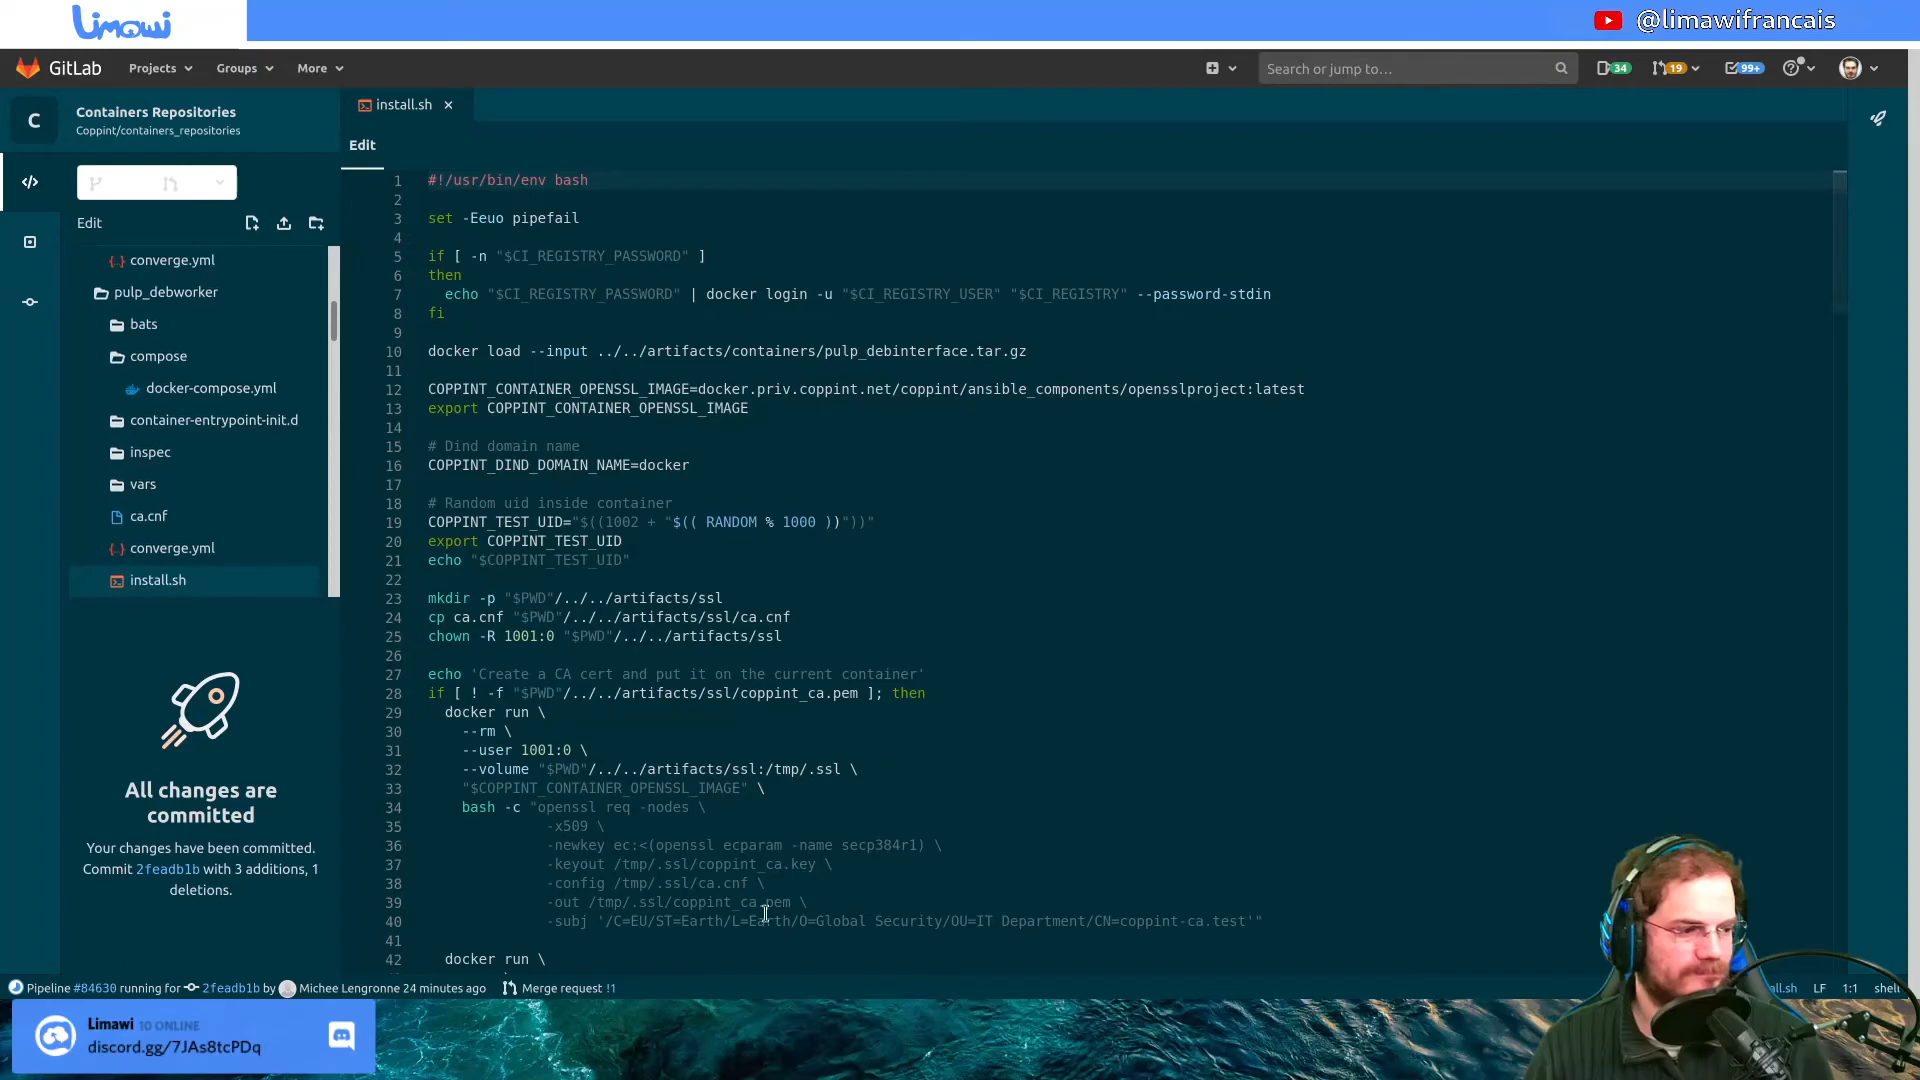 Limawi
@limawifrancais
GitLab Projects Groups More Search or jump to… 34 19 99+
C Containers Repositories
Coppint/containers_repositories
install.sh
Edit
Edit
converge.yml
pulp_debworker
bats
compose
docker-compose.yml
container-entrypoint-init.d
inspec
vars
ca.cnf
converge.yml
install.sh
All changes are
committed
Your changes have been committed.
Commit 2feadb1b with 3 additions, 1
deletions.
1 #!/usr/bin/env bash
2
3 set -Eeuo pipefail
4
5 if [ -n "$CI_REGISTRY_PASSWORD" ]
6 then
7 echo "$CI_REGISTRY_PASSWORD" | docker login -u "$CI_REGISTRY_USER" "$CI_REGISTRY" --password-stdin
8 fi
9
10 docker load --input ../../artifacts/containers/pulp_debinterface.tar.gz
11
12 COPPINT_CONTAINER_OPENSSL_IMAGE=docker.priv.coppint.net/coppint/ansible_components/opensslproject:latest
13 export COPPINT_CONTAINER_OPENSSL_IMAGE
14
15 # Dind domain name
16 COPPINT_DIND_DOMAIN_NAME=docker
17
18 # Random uid inside container
19 COPPINT_TEST_UID="$((1002 + "$(( RANDOM % 1000 ))"))"
20 export COPPINT_TEST_UID
21 echo "$COPPINT_TEST_UID"
22
23 mkdir -p "$PWD"/../../artifacts/ssl
24 cp ca.cnf "$PWD"/../../artifacts/ssl/ca.cnf
25 chown -R 1001:0 "$PWD"/../../artifacts/ssl
26
27 echo 'Create a CA cert and put it on the current container'
28 if [ ! -f "$PWD"/../../artifacts/ssl/coppint_ca.pem ]; then
29 docker run \
30 --rm \
31 --user 1001:0 \
32 --volume "$PWD"/../../artifacts/ssl:/tmp/.ssl \
33 "$COPPINT_CONTAINER_OPENSSL_IMAGE" \
34 bash -c "openssl req -nodes \
35 -x509 \
36 -newkey ec:<(openssl ecparam -name secp384r1) \
37 -keyout /tmp/.ssl/coppint_ca.key \
38 -config /tmp/.ssl/ca.cnf \
39 -out /tmp/.ssl/coppint_ca.pem \
40 -subj '/C=EU/ST=Earth/L=Earth/O=Global Security/OU=IT Department/CN=coppint-ca.test'"
41
42 docker run \
Pipeline #84630 running for 2feadb1b by Michee Lengronne 24 minutes ago Merge request !1 LF 1:1
Limawi 10 ONLINE
discord.gg/7JAs8tcPDq